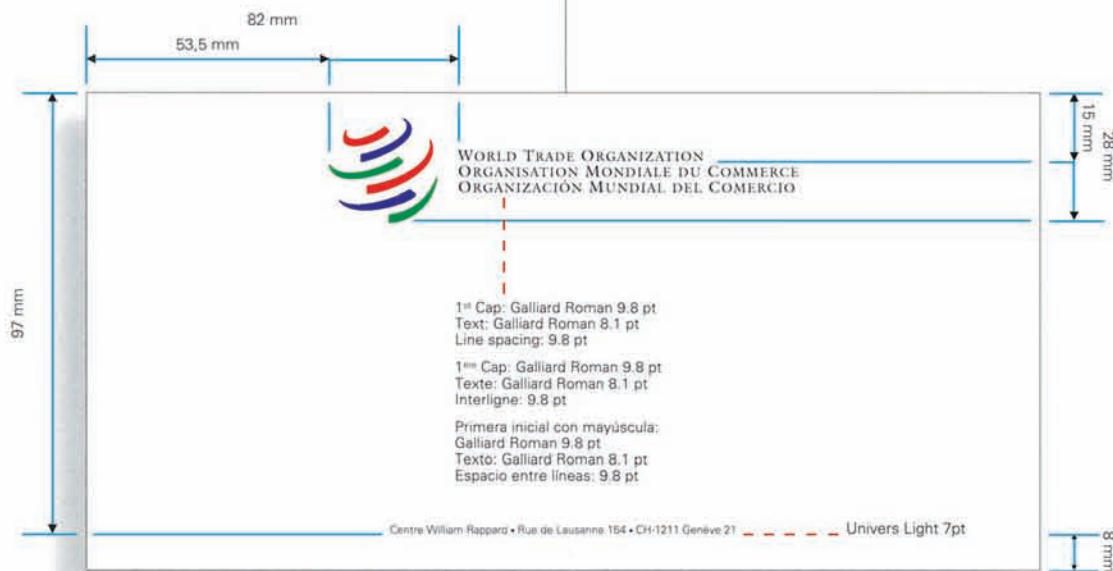 82 mm
53,5 mm
15 mm
28 mm
WORLD TRADE ORGANIZATION
ORGANISATION MONDIALE DU COMMERCE
ORGANIZACIÓN MUNDIAL DEL COMERCIO
97 mm
1st Cap: Galliard Roman 9.8 pt
Text: Galliard Roman 8.1 pt
Line spacing: 9.8 pt
1ère Cap: Galliard Roman 9.8 pt
Texte: Galliard Roman 8.1 pt
Interligne: 9.8 pt
Primera inicial con mayúscula:
Galliard Roman 9.8 pt
Texto: Galliard Roman 8.1 pt
Espacio entre líneas: 9.8 pt
Centre William Rappard • Rue de Lausanne 154 • CH-1211 Genève 21
Univers Light 7pt
8 mm